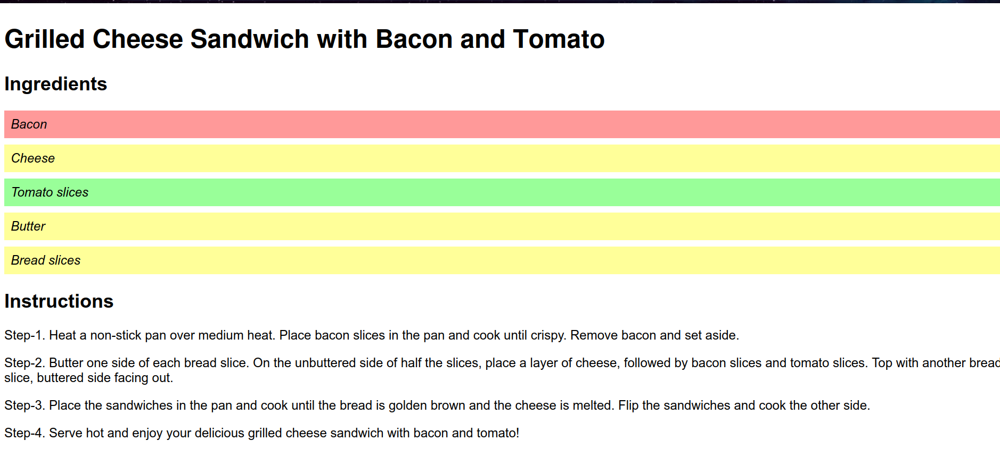 Grilled Cheese Sandwich with Bacon and Tomato
Ingredients
Bacon
Cheese
Tomato slices
Butter
Bread slices
Instructions
Step-1. Heat a non-stick pan over medium heat. Place bacon slices in the pan and cook until crispy. Remove bacon and set aside.
Step-2. Butter one side of each bread slice. On the unbuttered side of half the slices, place a layer of cheese, followed by bacon slices and tomato slices. Top with another bread
slice, buttered side facing out.
Step-3. Place the sandwiches in the pan and cook until the bread is golden brown and the cheese is melted. Flip the sandwiches and cook the other side.
Step-4. Serve hot and enjoy your delicious grilled cheese sandwich with bacon and tomato!